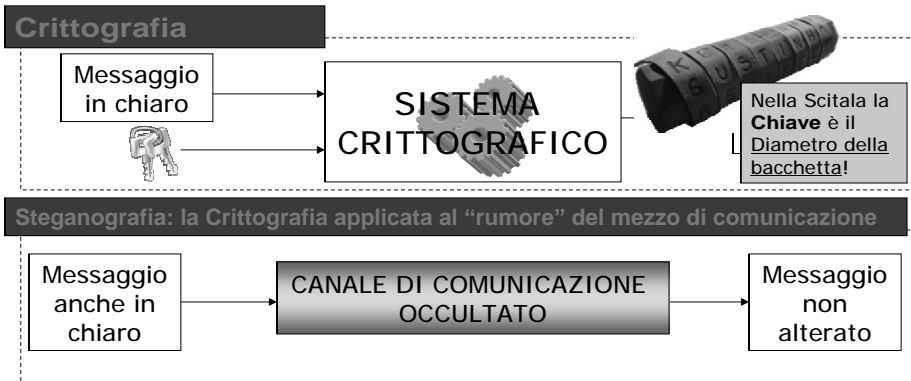 Crittografia
Messaggio
in chiaro
SISTEMA
CRITTOGRAFICO
Nella Scitala la
Chiave è il
Diametro della
bacchetta!
Steganografia: la Crittografia applicata al “rumore” del mezzo di comunicazione
Messaggio
anche in
chiaro
CANALE DI COMUNICAZIONE
OCCULTATO
Messaggio
non
alterato